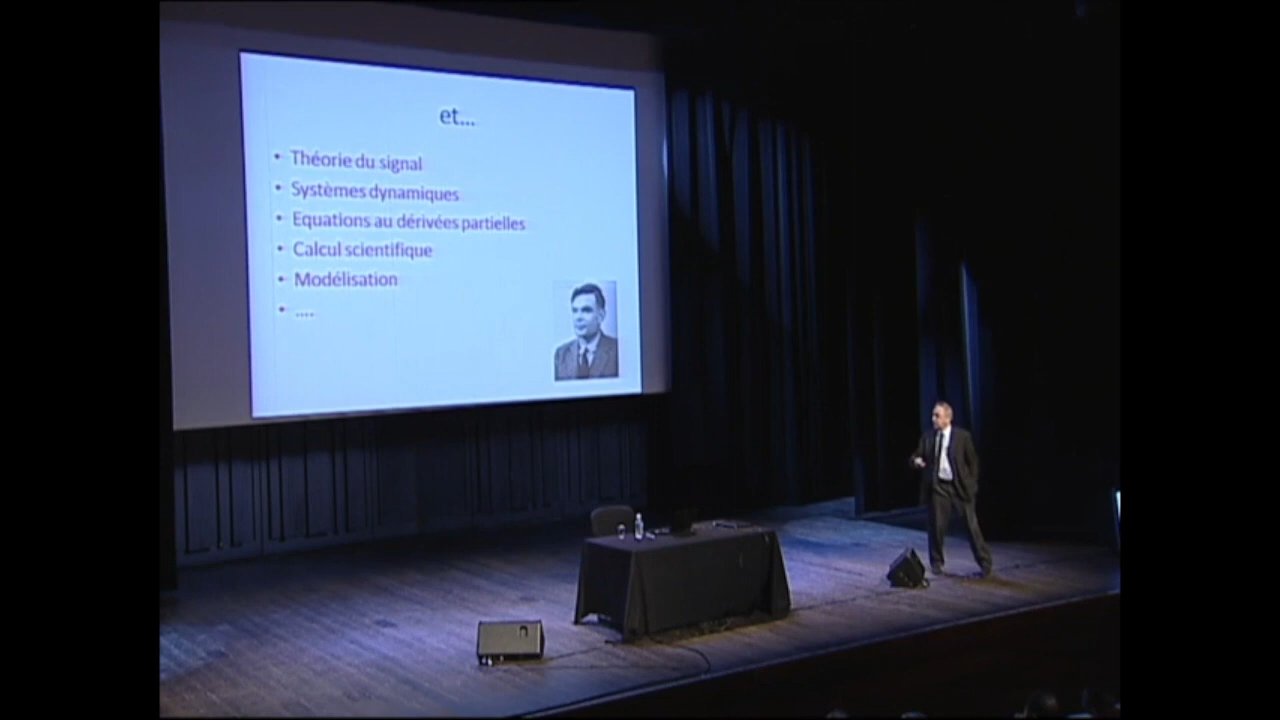 et...
• Théorie du signal
• Systèmes dynamiques
• Equations au dérivées partielles
• Calcul scientifique
• Modélisation
• ....